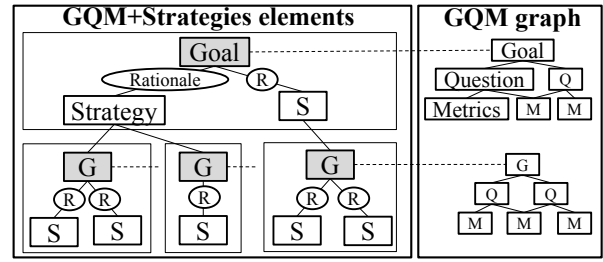 GQM+Strategies elements
GQM graph
Goal
Goal
Rationale
R
Question
Q
Strategy
S
Metrics
M
M
G
G
G
G
R
R
R
R
R
Q
Q
S
S
S
S
S
M
M
M